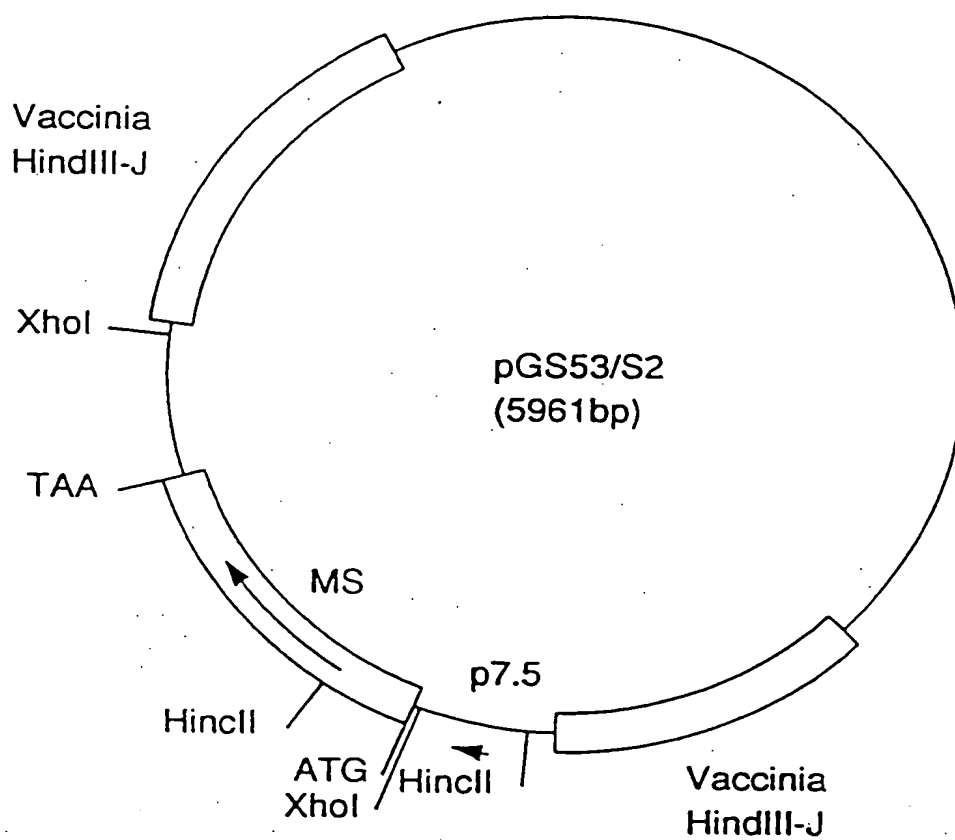 Vaccinia
HindIII-J
XhoI
pGS53/S2
(5961bp)
TAA
MS
p7.5
HincII
ATG
HincII
XhoI
Vaccinia
HindIII-J